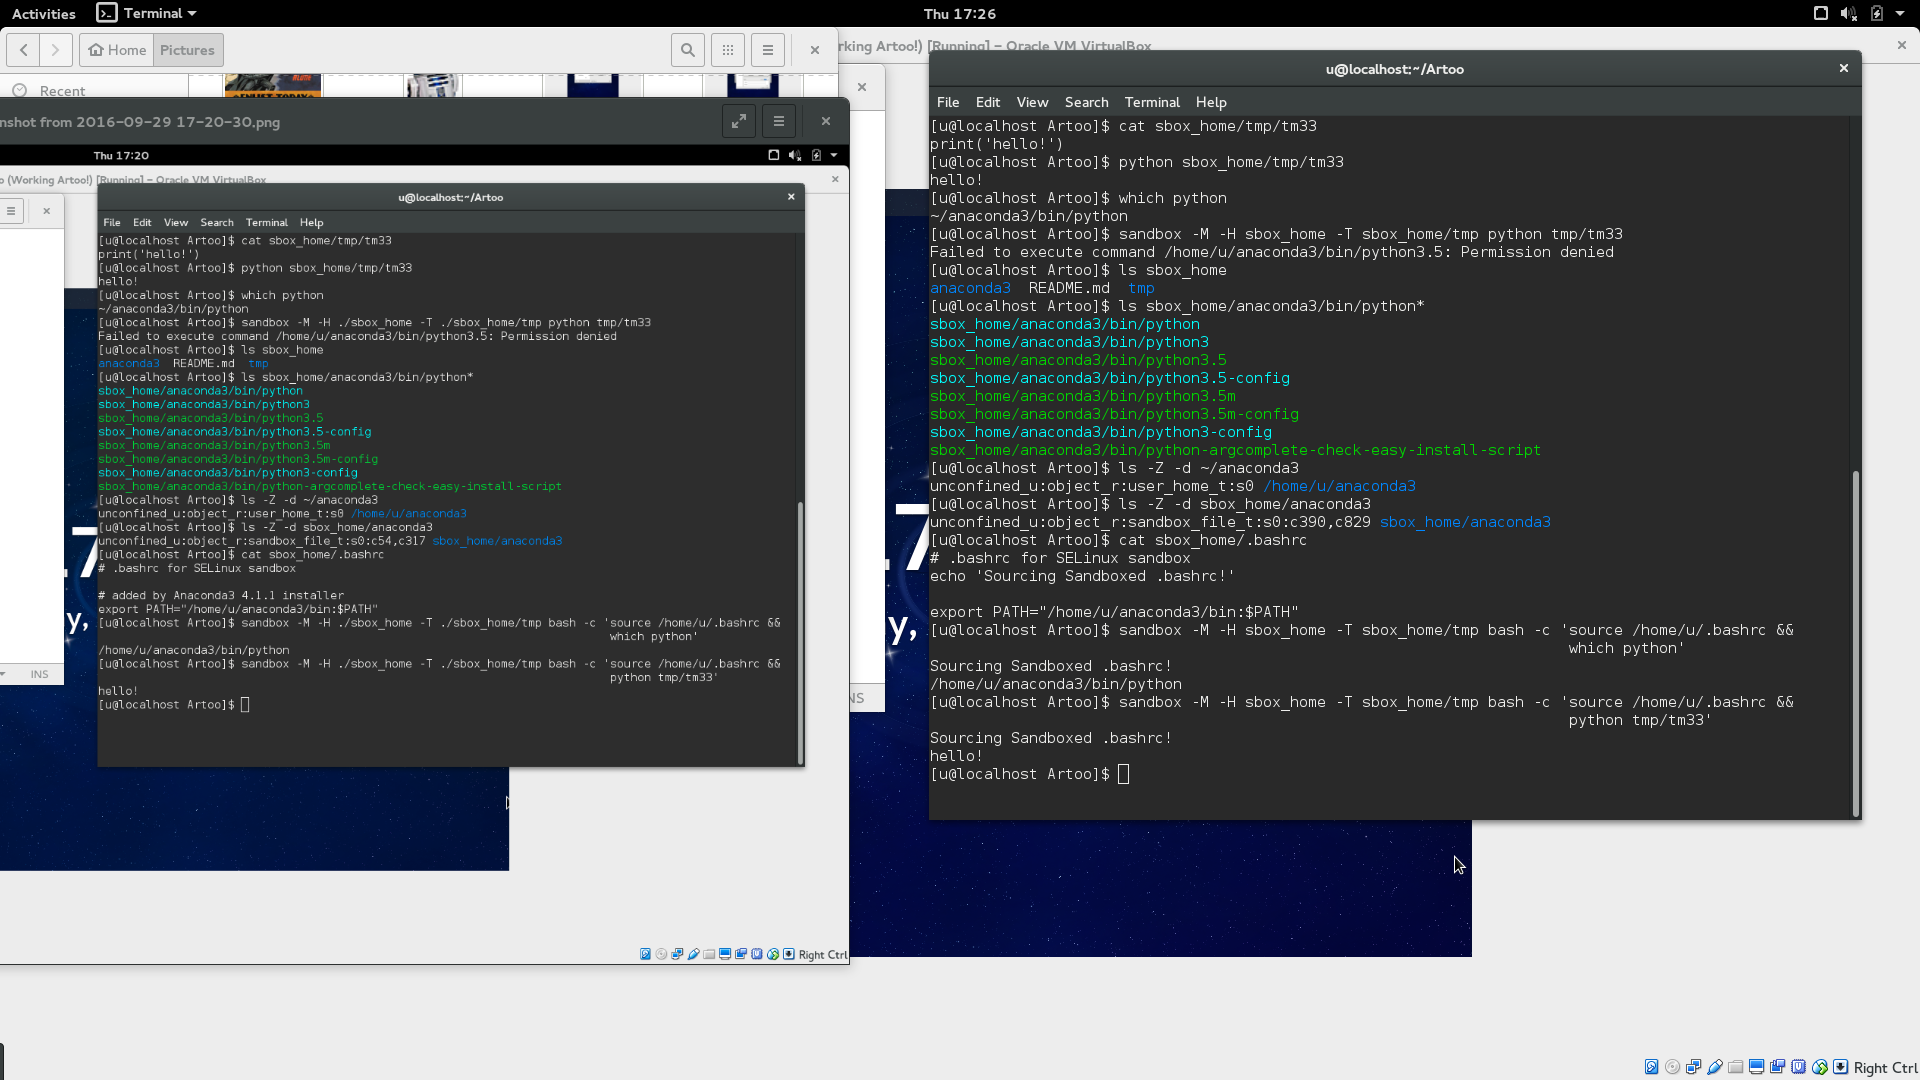 Activities Terminal Thu 17:26
Home Pictures
rking Artoo!) [Running] – Oracle VM VirtualBox
Recent
nshot from 2016-09-29 17-20-30.png
Thu 17:20
o (Working Artoo!) [Running] – Oracle VM VirtualBox
u@localhost:~/Artoo
File Edit View Search Terminal Help
[u@localhost Artoo]$ cat sbox_home/tmp/tm33
print('hello!')
[u@localhost Artoo]$ python sbox_home/tmp/tm33
hello!
[u@localhost Artoo]$ which python
~/anaconda3/bin/python
[u@localhost Artoo]$ sandbox -M -H ./sbox_home -T ./sbox_home/tmp python tmp/tm33
Failed to execute command /home/u/anaconda3/bin/python3.5: Permission denied
[u@localhost Artoo]$ ls sbox_home
anaconda3 README.md tmp
[u@localhost Artoo]$ ls sbox_home/anaconda3/bin/python*
sbox_home/anaconda3/bin/python
sbox_home/anaconda3/bin/python3
sbox_home/anaconda3/bin/python3.5
sbox_home/anaconda3/bin/python3.5-config
sbox_home/anaconda3/bin/python3.5m
sbox_home/anaconda3/bin/python3.5m-config
sbox_home/anaconda3/bin/python3-config
sbox_home/anaconda3/bin/python-argcomplete-check-easy-install-script
[u@localhost Artoo]$ ls -Z -d ~/anaconda3
unconfined_u:object_r:user_home_t:s0 /home/u/anaconda3
[u@localhost Artoo]$ ls -Z -d sbox_home/anaconda3
unconfined_u:object_r:sandbox_file_t:s0:c54,c317 sbox_home/anaconda3
[u@localhost Artoo]$ cat sbox_home/.bashrc
# .bashrc for SELinux sandbox
# added by Anaconda3 4.1.1 installer
export PATH="/home/u/anaconda3/bin:$PATH"
[u@localhost Artoo]$ sandbox -M -H ./sbox_home -T ./sbox_home/tmp bash -c 'source /home/u/.bashrc &&
which python'
/home/u/anaconda3/bin/python
[u@localhost Artoo]$ sandbox -M -H ./sbox_home -T ./sbox_home/tmp bash -c 'source /home/u/.bashrc &&
python tmp/tm33'
hello!
[u@localhost Artoo]$
INS
.7
y,
Right Ctrl
u@localhost:~/Artoo
File Edit View Search Terminal Help
[u@localhost Artoo]$ cat sbox_home/tmp/tm33
print('hello!')
[u@localhost Artoo]$ python sbox_home/tmp/tm33
hello!
[u@localhost Artoo]$ which python
~/anaconda3/bin/python
[u@localhost Artoo]$ sandbox -M -H sbox_home -T sbox_home/tmp python tmp/tm33
Failed to execute command /home/u/anaconda3/bin/python3.5: Permission denied
[u@localhost Artoo]$ ls sbox_home
anaconda3 README.md tmp
[u@localhost Artoo]$ ls sbox_home/anaconda3/bin/python*
sbox_home/anaconda3/bin/python
sbox_home/anaconda3/bin/python3
sbox_home/anaconda3/bin/python3.5
sbox_home/anaconda3/bin/python3.5-config
sbox_home/anaconda3/bin/python3.5m
sbox_home/anaconda3/bin/python3.5m-config
sbox_home/anaconda3/bin/python3-config
sbox_home/anaconda3/bin/python-argcomplete-check-easy-install-script
[u@localhost Artoo]$ ls -Z -d ~/anaconda3
unconfined_u:object_r:user_home_t:s0 /home/u/anaconda3
[u@localhost Artoo]$ ls -Z -d sbox_home/anaconda3
unconfined_u:object_r:sandbox_file_t:s0:c390,c829 sbox_home/anaconda3
[u@localhost Artoo]$ cat sbox_home/.bashrc
# .bashrc for SELinux sandbox
echo 'Sourcing Sandboxed .bashrc!'
export PATH="/home/u/anaconda3/bin:$PATH"
[u@localhost Artoo]$ sandbox -M -H sbox_home -T sbox_home/tmp bash -c 'source /home/u/.bashrc &&
which python'
Sourcing Sandboxed .bashrc!
/home/u/anaconda3/bin/python
[u@localhost Artoo]$ sandbox -M -H sbox_home -T sbox_home/tmp bash -c 'source /home/u/.bashrc &&
python tmp/tm33'
Sourcing Sandboxed .bashrc!
hello!
[u@localhost Artoo]$
.7
y,
NS
Right Ctrl